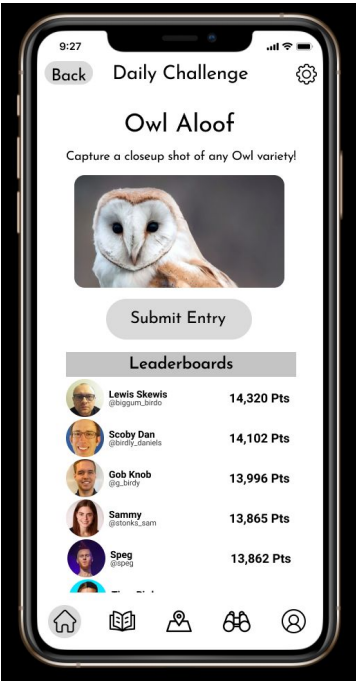 9:27
Back
Daily Challenge
Owl Aloof
Capture a closeup shot of any Owl variety!
Submit Entry
Leaderboards
Lewis Skewis
14,320 Pts
@biggum_birdo
Scoby Dan
14,102 Pts
@birdly_daniels
Gob Knob
13,996 Pts
@g_birdy
Sammy
13,865 Pts
@stonks_sam
Speg
13,862 Pts
@speg